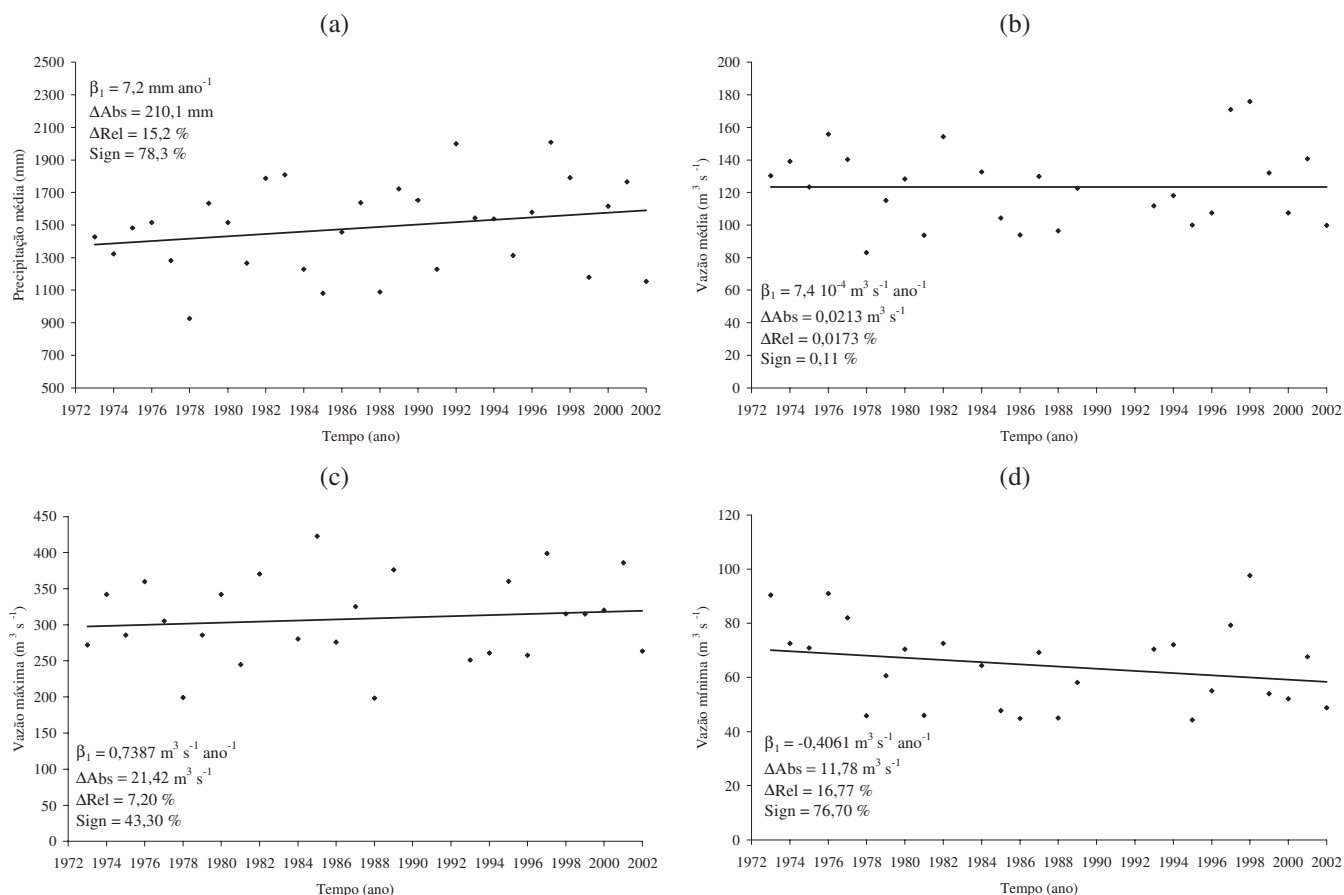 (a)
Precipitação média (mm)
2500
2300
2100
1900
1700
1500
1300
1100
900
700
500
β₁ = 7,2 mm ano⁻¹
ΔAbs = 210,1 mm
ΔRel = 15,2 %
Sign = 78,3 %
1972 1974 1976 1978 1980 1982 1984 1986 1988 1990 1992 1994 1996 1998 2000 2002
Tempo (ano)
(b)
Vazão média (m³ s⁻¹)
200
180
160
140
120
100
80
60
40
20
0
β₁ = 7,4 10⁻⁴ m³ s⁻¹ ano⁻¹
ΔAbs = 0,0213 m³ s⁻¹
ΔRel = 0,0173 %
Sign = 0,11 %
1972 1974 1976 1978 1980 1982 1984 1986 1988 1990 1992 1994 1996 1998 2000 2002
Tempo (ano)
(c)
Vazão máxima (m³ s⁻¹)
450
400
350
300
250
200
150
100
50
0
β₁ = 0,7387 m³ s⁻¹ ano⁻¹
ΔAbs = 21,42 m³ s⁻¹
ΔRel = 7,20 %
Sign = 43,30 %
1972 1974 1976 1978 1980 1982 1984 1986 1988 1990 1992 1994 1996 1998 2000 2002
Tempo (ano)
(d)
Vazão mínima (m³ s⁻¹)
120
100
80
60
40
20
0
β₁ = -0,4061 m³ s⁻¹ ano⁻¹
ΔAbs = 11,78 m³ s⁻¹
ΔRel = 16,77 %
Sign = 76,70 %
1972 1974 1976 1978 1980 1982 1984 1986 1988 1990 1992 1994 1996 1998 2000 2002
Tempo (ano)